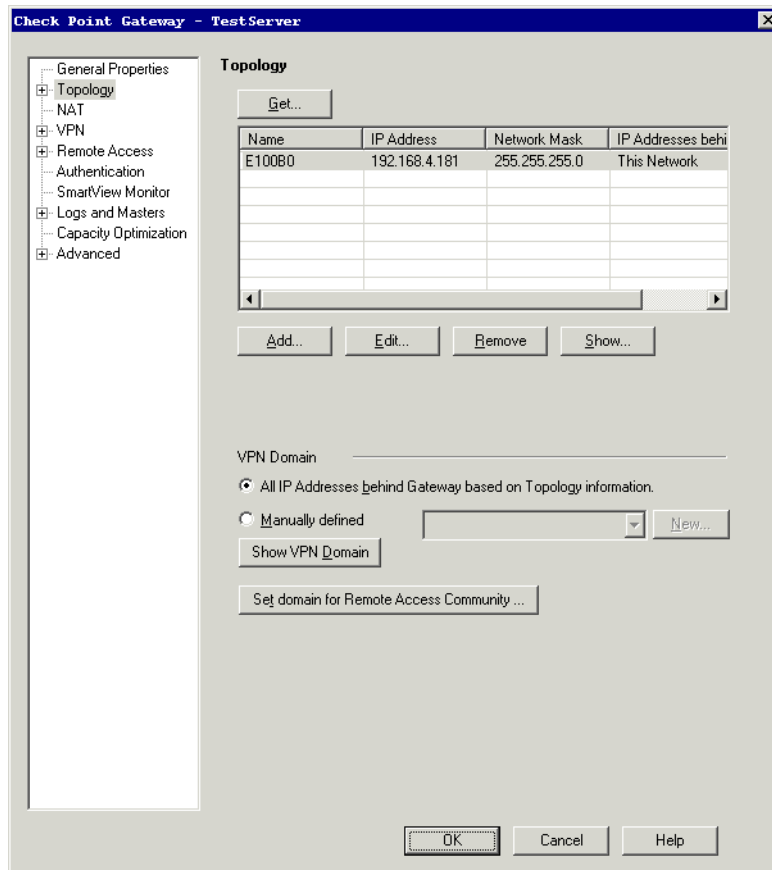 Check Point Gateway - TestServer
General Properties
Topology
NAT
VPN
Remote Access
Authentication
SmartView Monitor
Logs and Masters
Capacity Optimization
Advanced
Topology
Get...
Name IP Address Network Mask IP Addresses behi
E100B0 192.168.4.181 255.255.255.0 This Network
Add... Edit... Remove Show...
VPN Domain
All IP Addresses behind Gateway based on Topology information.
Manually defined New...
Show VPN Domain
Set domain for Remote Access Community ...
OK Cancel Help